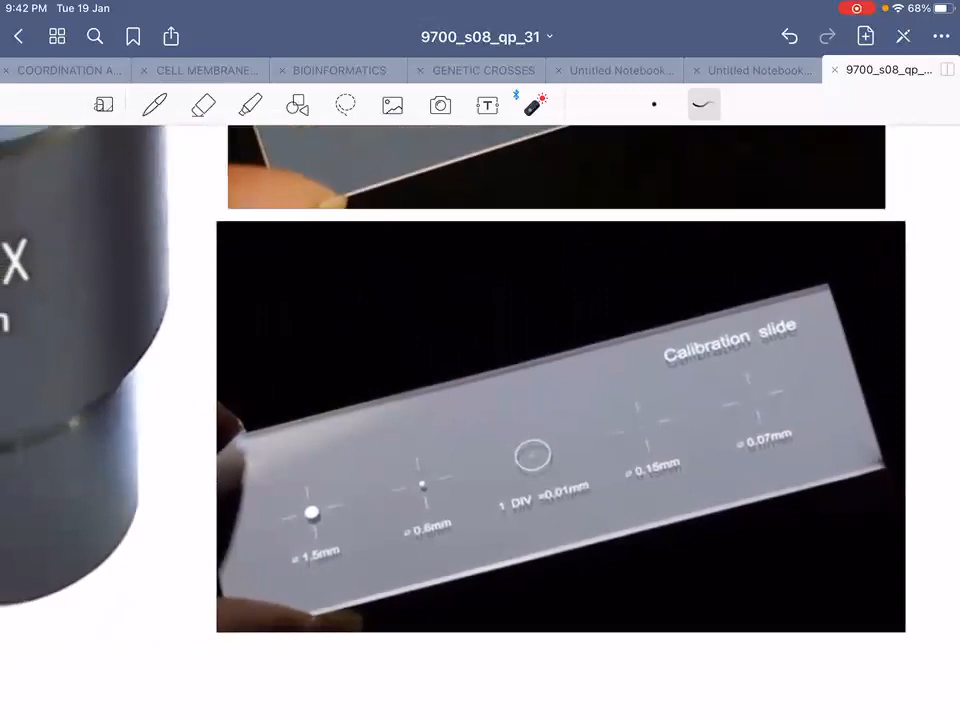 9:42 PM Tue 19 Jan
68%
9700_s08_qp_31
COORDINATION A...
CELL MEMBRANE...
BIOINFORMATICS
GENETIC CROSSES
Untitled Notebook...
Untitled Notebook...
9700_s08_qp_...
T
X
Calibration slide
⌀ 1.5mm
⌀ 0.6mm
1 DIV =0.01mm
⌀ 0.15mm
⌀ 0.07mm